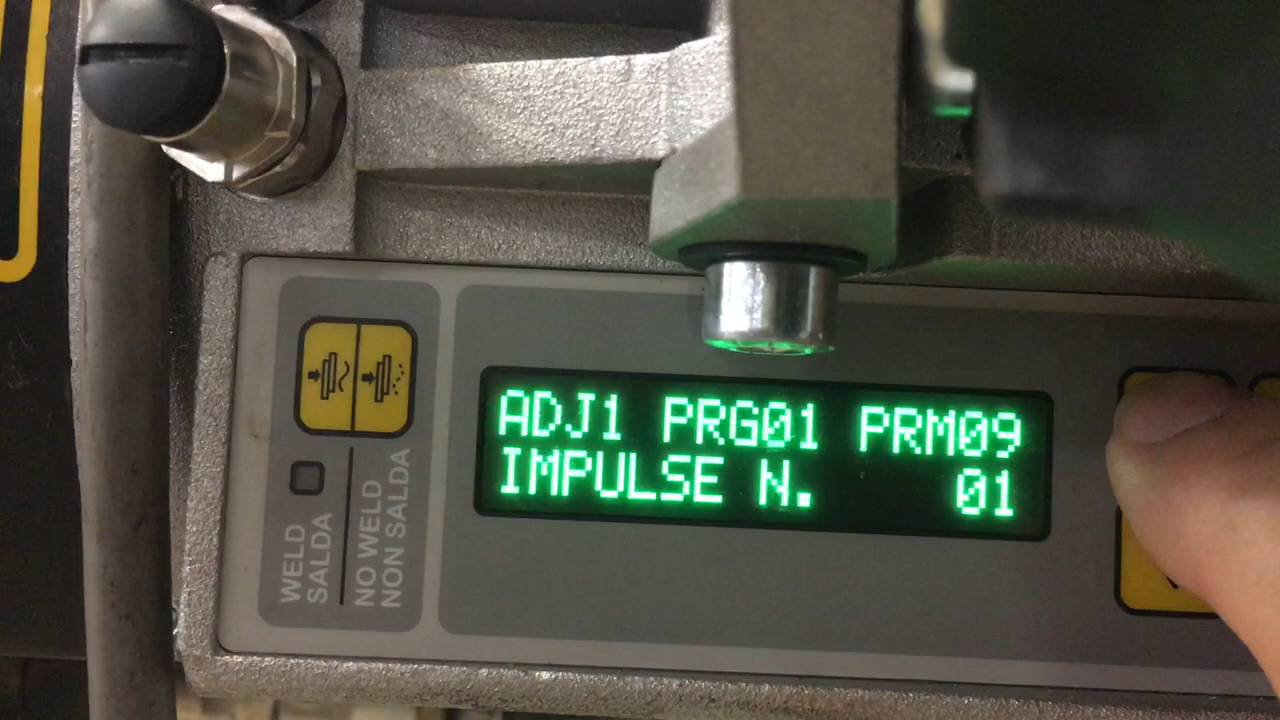 ADJ1 PRG01 PRM09
IMPULSE N. 01
WELD
SALDA
NO WELD
NON SALDA